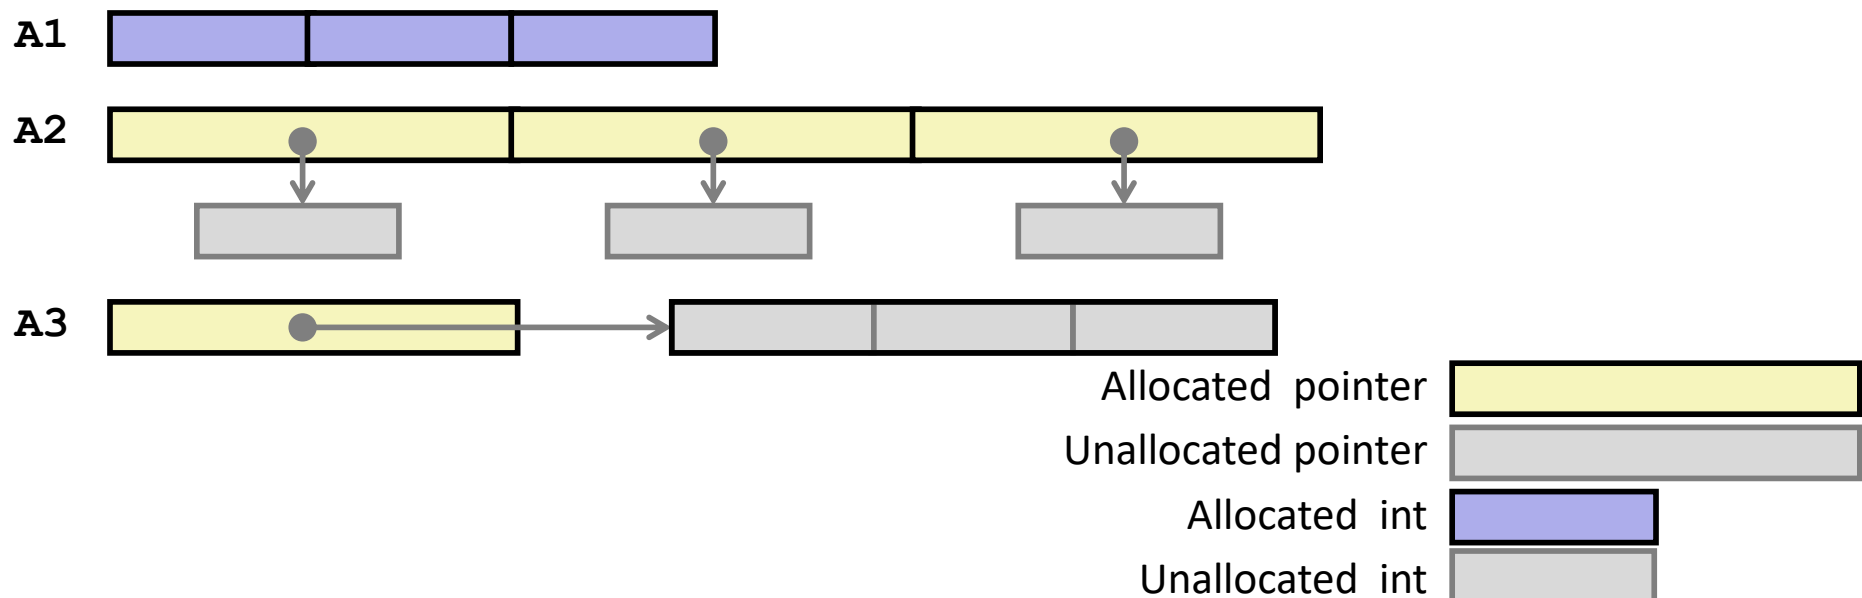 A1
A2
A3
Allocated pointer
Unallocated pointer
Allocated int
Unallocated int